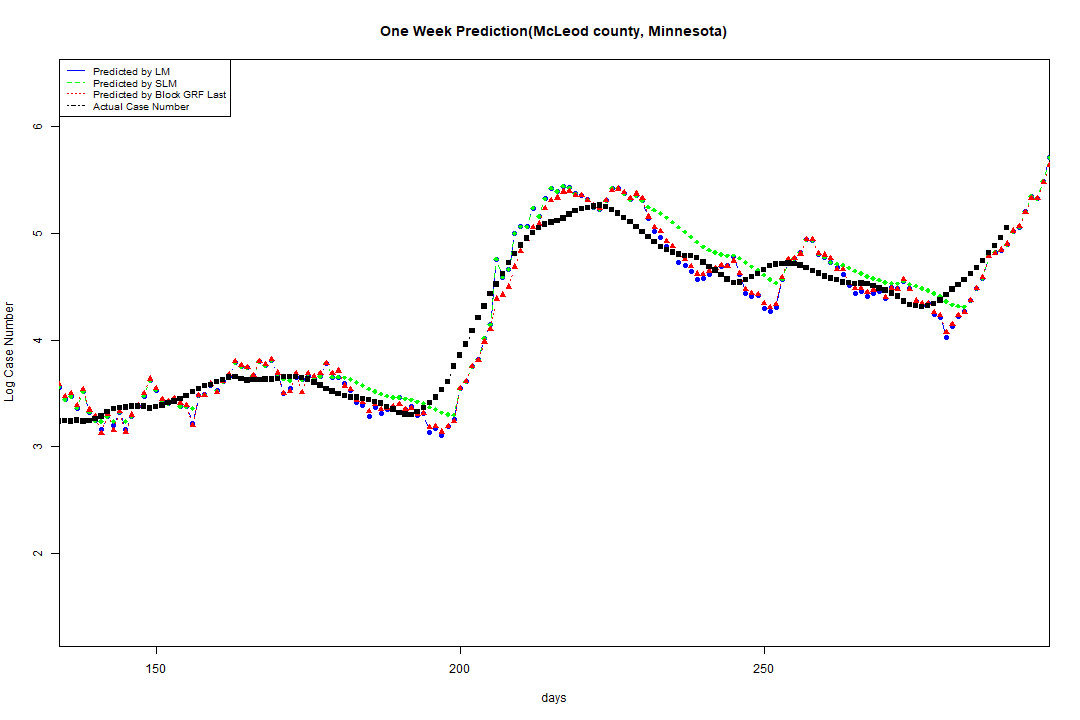 One Week Prediction(McLeod county, Minnesota)
Predicted by LM
Predicted by SLM
Predicted by Block GRF Last
Actual Case Number
6
5
4
3
2
Log Case Number
150
200
250
days